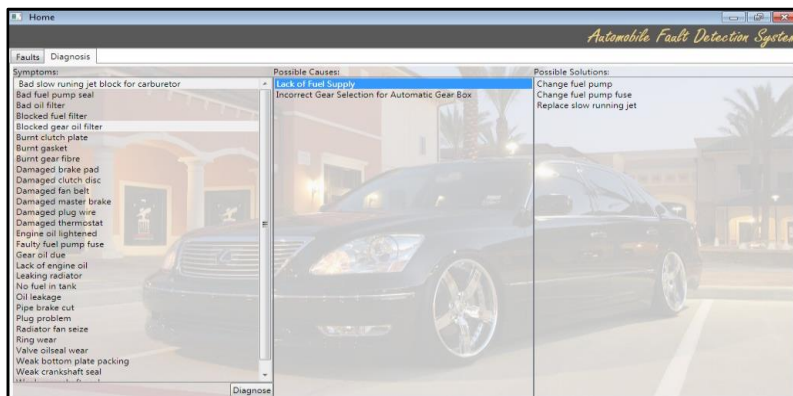 Home
Automobile Fault Detection System
Faults Diagnosis
Symptoms:
Bad slow runing jet block for carburetor
Bad fuel pump seal
Bad oil filter
Blocked fuel filter
Blocked gear oil filter
Burnt clutch plate
Burnt gasket
Burnt gear fibre
Damaged brake pad
Damaged clutch disc
Damaged fan belt
Damaged master brake
Damaged plug wire
Damaged thermostat
Engine oil lightened
Faulty fuel pump fuse
Gear oil due
Lack of engine oil
Leaking radiator
No fuel in tank
Oil leakage
Pipe brake cut
Plug problem
Radiator fan seize
Ring wear
Valve oilseal wear
Weak bottom plate packing
Weak crankshaft seal
Diagnose
Possible Causes:
Lack of Fuel Supply
Incorrect Gear Selection for Automatic Gear Box
Possible Solutions:
Change fuel pump
Change fuel pump fuse
Replace slow running jet